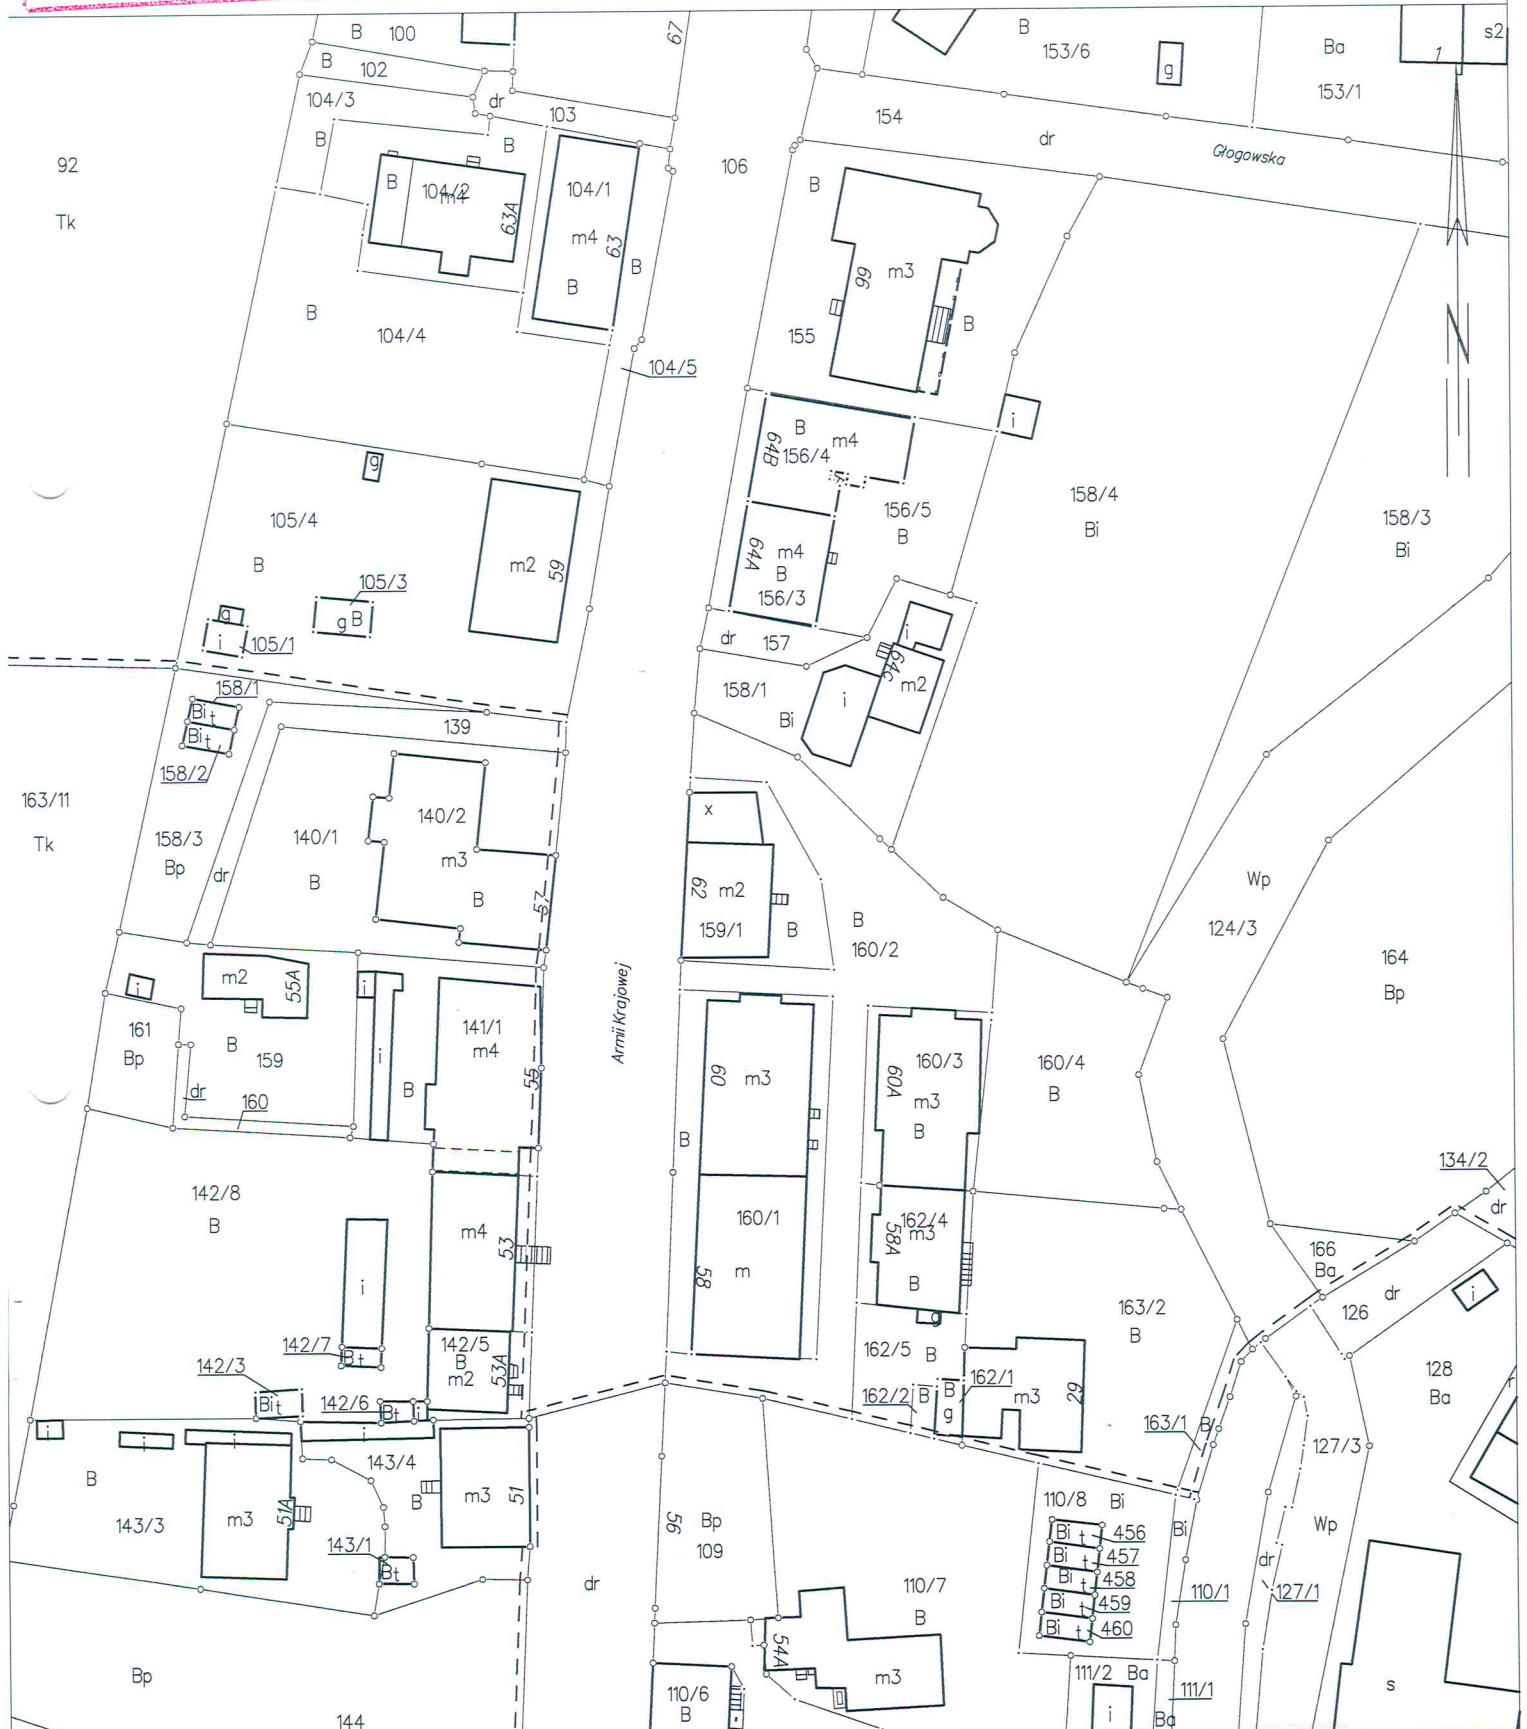 B 100
67
B
153/6
Ba
s2
1
B
102
g
153/1
104/3
dr
103
154
dr
Głogowska
B
B
92
106
B
104/2
m4
104/1
B
63A
Tk
m4
63
B
B
m3
66
B
104/4
155
B
104/5
i
B
m4
64B
156/4
g
105/4
156/5
B
158/4
Bi
158/3
Bi
m2
59
m4
64A
B
156/3
B
105/3
g B
g
i
105/1
dr
157
i
64c
m2
158/1
Bi
i
158/1
Bi t
Bi t
158/2
139
163/11
Tk
140/2
x
158/3
Bp
140/1
m3
dr
B
B
57
62
m2
159/1
B
B
160/2
Wp
124/3
164
Bp
m2
55A
i
i
Armii Krajowej
161
Bp
B
159
141/1
m4
i
55
B
dr
160
60
m3
160/3
60A
m3
B
160/4
B
B
134/2
dr
142/8
B
m4
53
160/1
162/4
m3
58A
166
Ba
i
58
m
B
163/2
B
126
dr
i
g
142/7
Bt
142/5
B
m2
53A
162/5
B
128
Ba
142/3
Bi t
142/6
Bt
i
162/2
B
B
g
162/1
m3
29
163/1
B
r
i
i
i
i
143/4
127/3
B
143/3
m3
51A
B
m3
51
56
Bp
109
110/8
Bi
Bi
Wp
143/1
Bt
dr
Bi t
456
Bi t
457
Bi t
458
Bi t
459
Bi t
460
110/7
B
110/1
dr
127/1
54A
m3
Bp
111/2
Ba
111/1
s
110/6
B
i
Ba
144